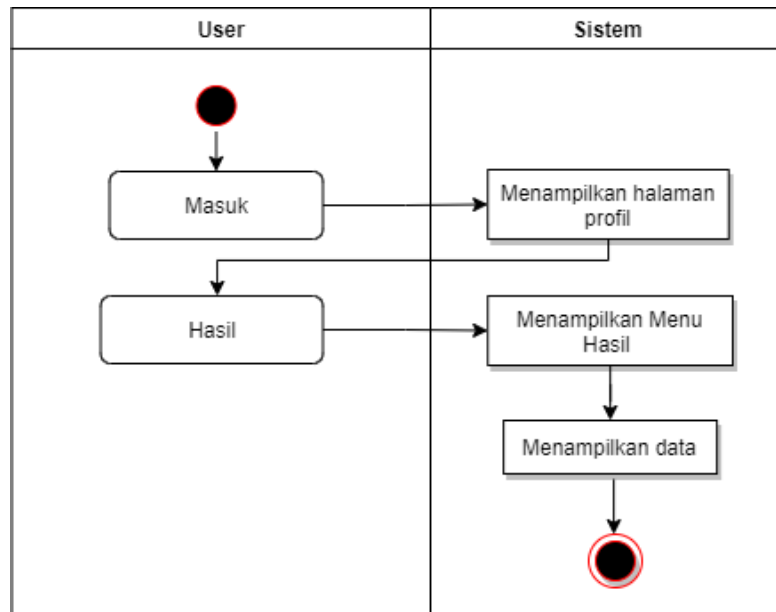 User
Sistem
Masuk
Menampilkan halaman
profil
Hasil
Menampilkan Menu
Hasil
Menampilkan data